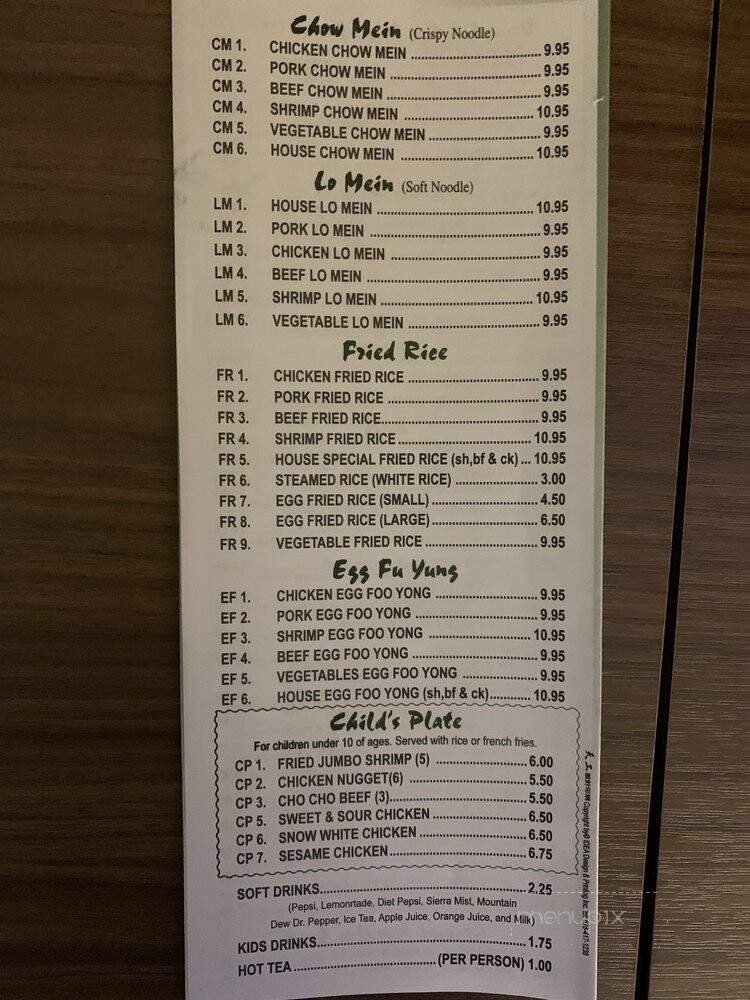 Chow Mein (Crispy Noodle)
CM 1. CHICKEN CHOW MEIN 9.95
CM 2. PORK CHOW MEIN 9.95
CM 3. BEEF CHOW MEIN 9.95
CM 4. SHRIMP CHOW MEIN 10.95
CM 5. VEGETABLE CHOW MEIN 9.95
CM 6. HOUSE CHOW MEIN 10.95
Lo Mein (Soft Noodle)
LM 1. HOUSE LO MEIN 10.95
LM 2. PORK LO MEIN 9.95
LM 3. CHICKEN LO MEIN 9.95
LM 4. BEEF LO MEIN 9.95
LM 5. SHRIMP LO MEIN 10.95
LM 6. VEGETABLE LO MEIN 9.95
Fried Rice
FR 1. CHICKEN FRIED RICE 9.95
FR 2. PORK FRIED RICE 9.95
FR 3. BEEF FRIED RICE 9.95
FR 4. SHRIMP FRIED RICE 10.95
FR 5. HOUSE SPECIAL FRIED RICE (sh,bf & ck) 10.95
FR 6. STEAMED RICE (WHITE RICE) 3.00
FR 7. EGG FRIED RICE (SMALL) 4.50
FR 8. EGG FRIED RICE (LARGE) 6.50
FR 9. VEGETABLE FRIED RICE 9.95
Egg Fu Yung
EF 1. CHICKEN EGG FOO YONG 9.95
EF 2. PORK EGG FOO YONG 9.95
EF 3. SHRIMP EGG FOO YONG 10.95
EF 4. BEEF EGG FOO YONG 9.95
EF 5. VEGETABLES EGG FOO YONG 9.95
EF 6. HOUSE EGG FOO YONG (sh,bf & ck) 10.95
Child's Plate
For children under 10 of ages. Served with rice or french fries.
CP 1. FRIED JUMBO SHRIMP (5) 6.00
CP 2. CHICKEN NUGGET(6) 5.50
CP 3. CHO CHO BEEF (3) 5.50
CP 5. SWEET & SOUR CHICKEN 6.50
CP 6. SNOW WHITE CHICKEN 6.50
CP 7. SESAME CHICKEN 6.75
SOFT DRINKS 2.25
(Pepsi, Lemonrtade, Diet Pepsi, Sierra Mist, Mountain
Dew Dr. Pepper, Ice Tea, Apple Juice, Orange Juice, and Milk)
KIDS DRINKS 1.75
HOT TEA (PER PERSON) 1.00
Copyright by IDEA Design & Printing Inc.
menupix